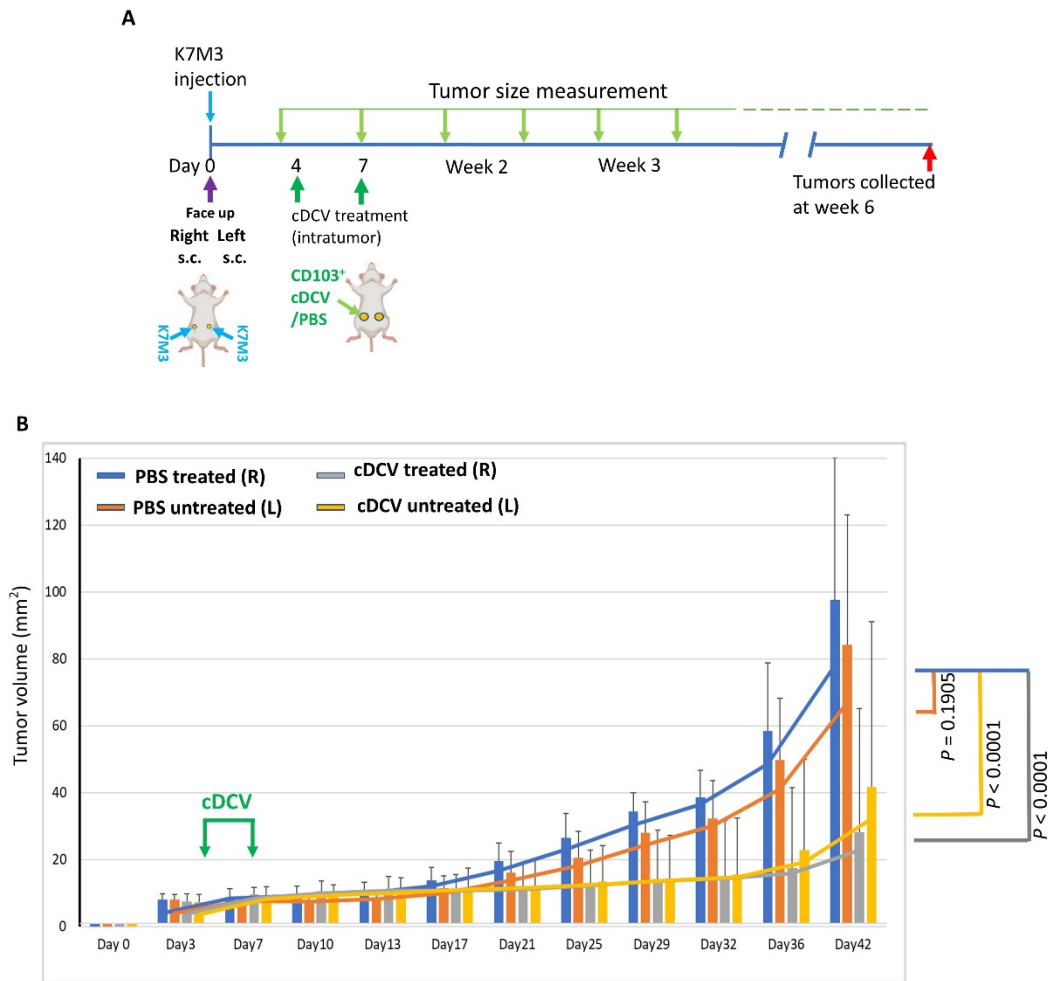 A
K7M3
injection
Tumor size measurement
Day 0
4
7
Week 2
Week 3
Tumors collected
at week 6
Face up
Right Left
s.c. s.c.
cDCV treatment
(intratumor)
CD103⁺
cDCV
/PBS
K7M3
K7M3
B
PBS treated (R)
cDCV treated (R)
PBS untreated (L)
cDCV untreated (L)
Tumor volume (mm²)
140
120
100
80
60
40
20
0
cDCV
Day 0
Day3
Day7
Day10
Day13
Day17
Day21
Day25
Day29
Day32
Day36
Day42
P = 0.1905
P < 0.0001
P < 0.0001